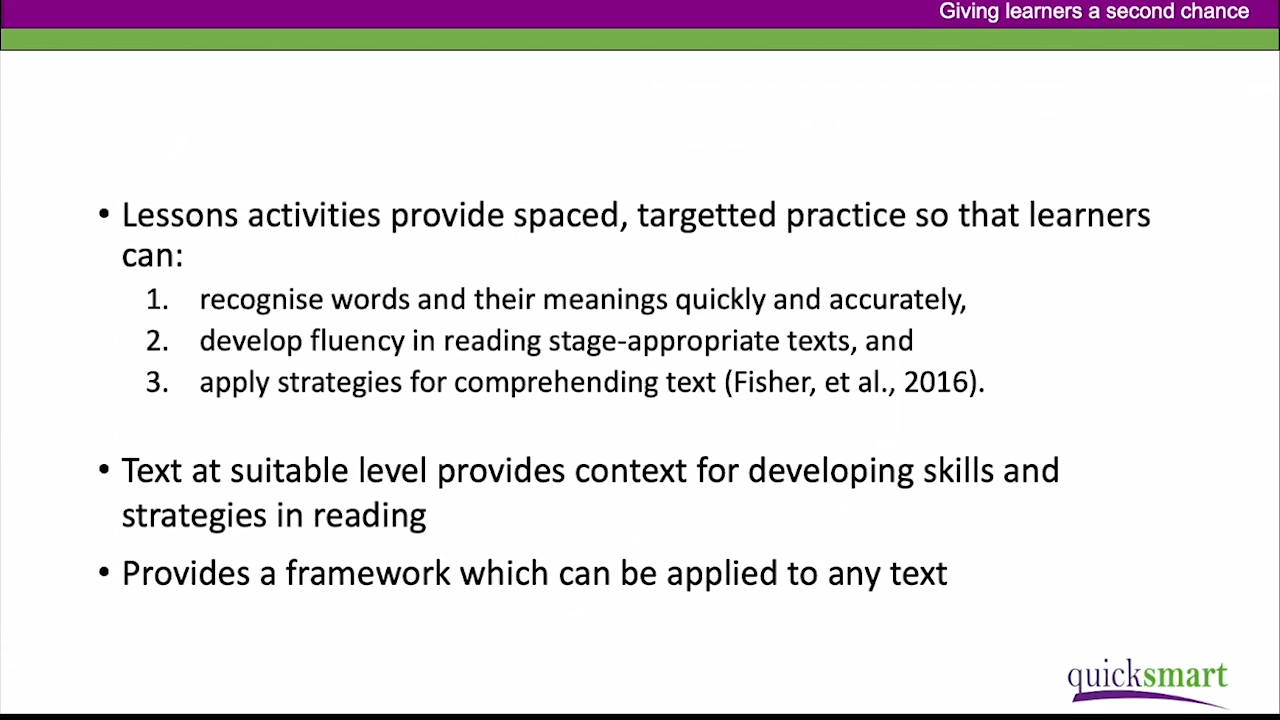 Giving learners a second chance
• Lessons activities provide spaced, targetted practice so that learners
can:
1. recognise words and their meanings quickly and accurately,
2. develop fluency in reading stage-appropriate texts, and
3. apply strategies for comprehending text (Fisher, et al., 2016).
• Text at suitable level provides context for developing skills and
strategies in reading
• Provides a framework which can be applied to any text
quicksmart